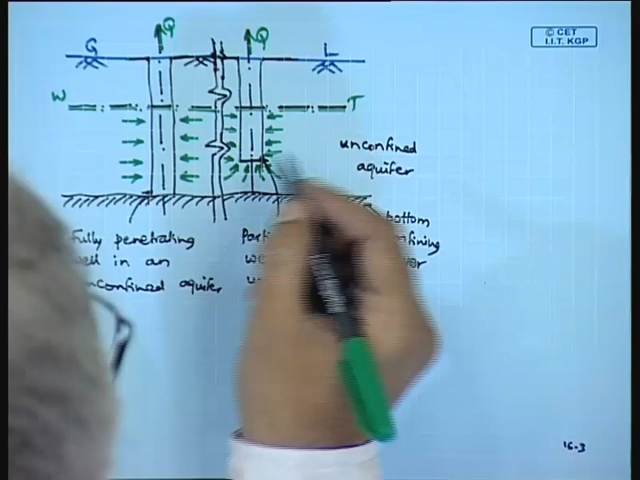 © CET
I.I.T. KGP
Q
Q
G
L
W
T
unconfined
aquifer
bottom
Fully penetrating
well in an
unconfined aquifer
16-3